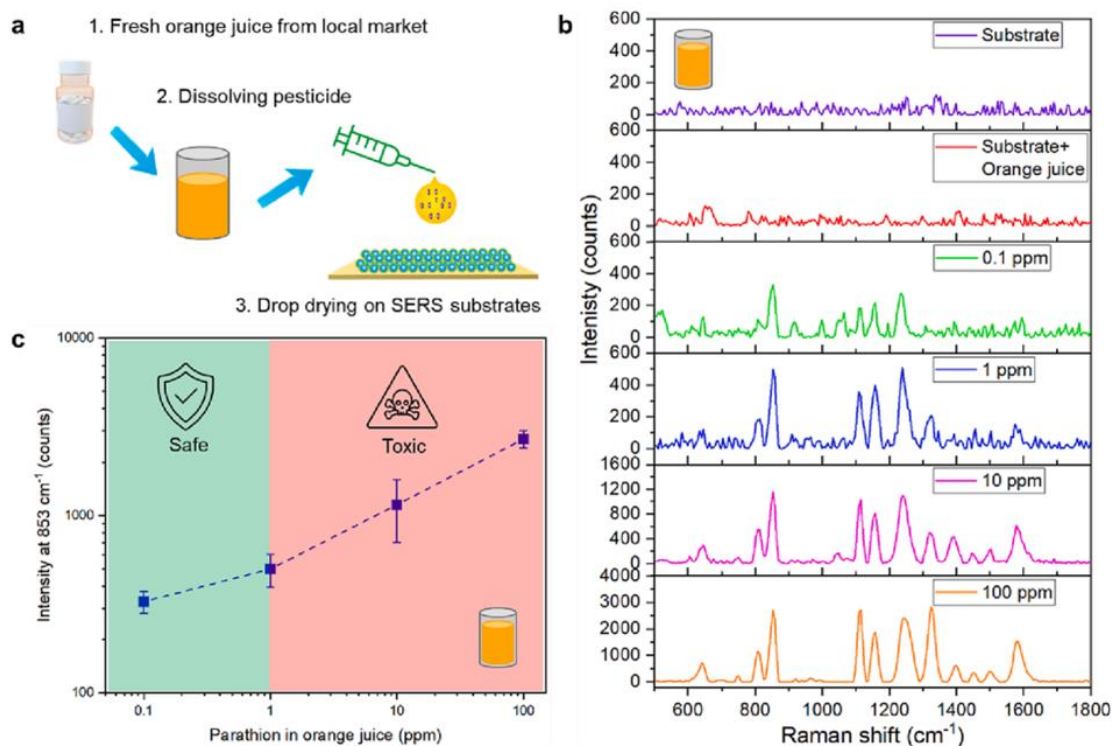 a
1. Fresh orange juice from local market
2. Dissolving pesticide
3. Drop drying on SERS substrates
b
600
400
200
0
Substrate
600
400
200
0
Substrate+
Orange juice
600
400
200
0
0.1 ppm
600
400
200
0
1 ppm
1600
1200
800
400
0
10 ppm
4000
3000
2000
1000
0
100 ppm
Intenisty (counts)
600 800 1000 1200 1400 1600 1800
Raman shift (cm⁻¹)
c
10000
1000
100
Safe
Toxic
Intensity at 853 cm⁻¹ (counts)
0.1 1 10 100
Parathion in orange juice (ppm)